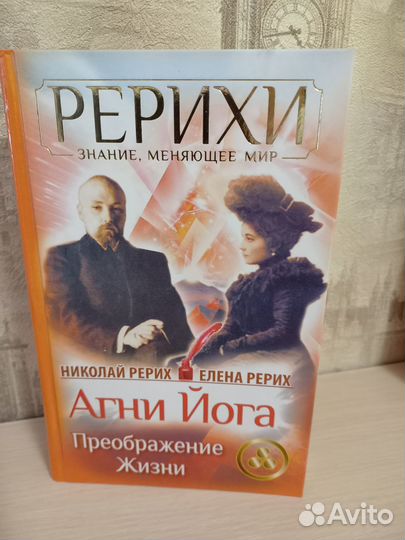 РЕРИХИ
ЗНАНИЕ, МЕНЯЮЩЕЕ МИР
НИКОЛАЙ РЕРИХ ЕЛЕНА РЕРИХ
Агни Йога
Преображение
Жизни
Avito